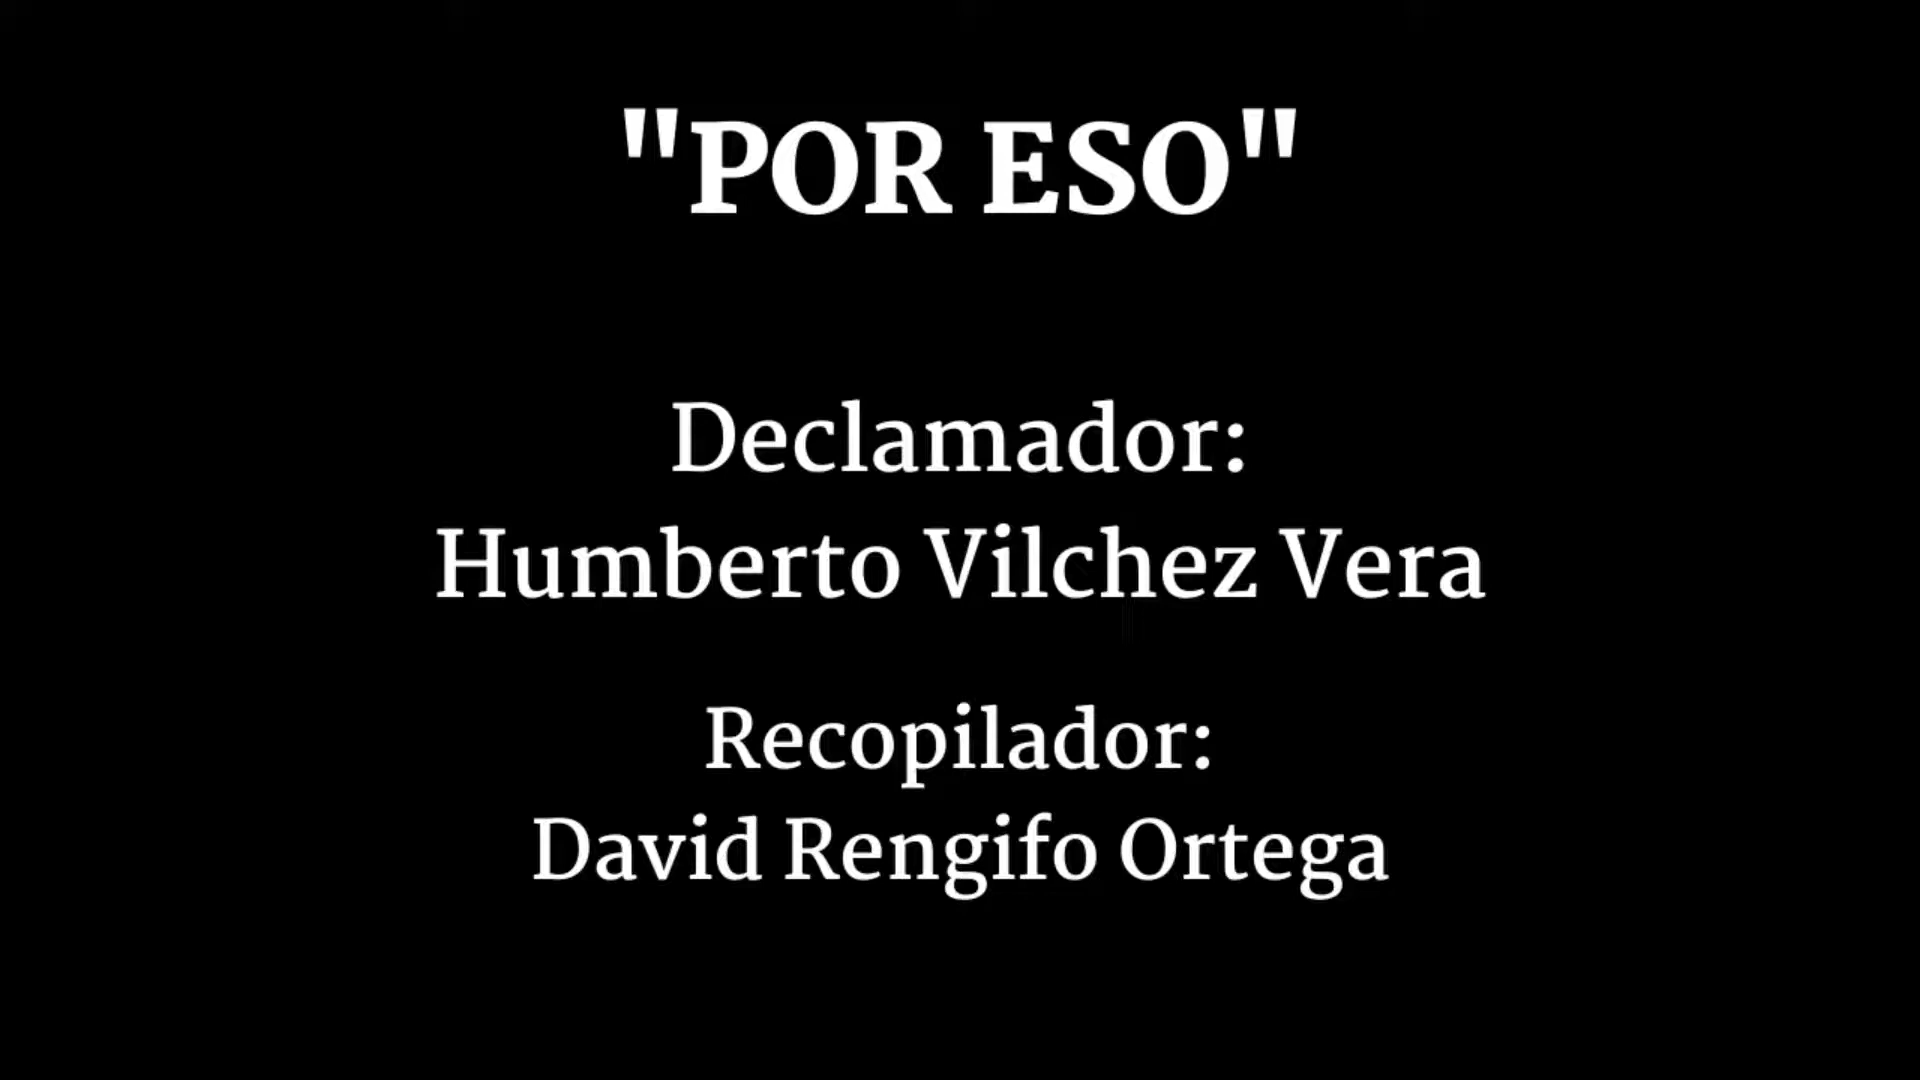 "POR ESO"
Declamador:
Humberto Vilchez Vera
Recopilador:
David Rengifo Ortega